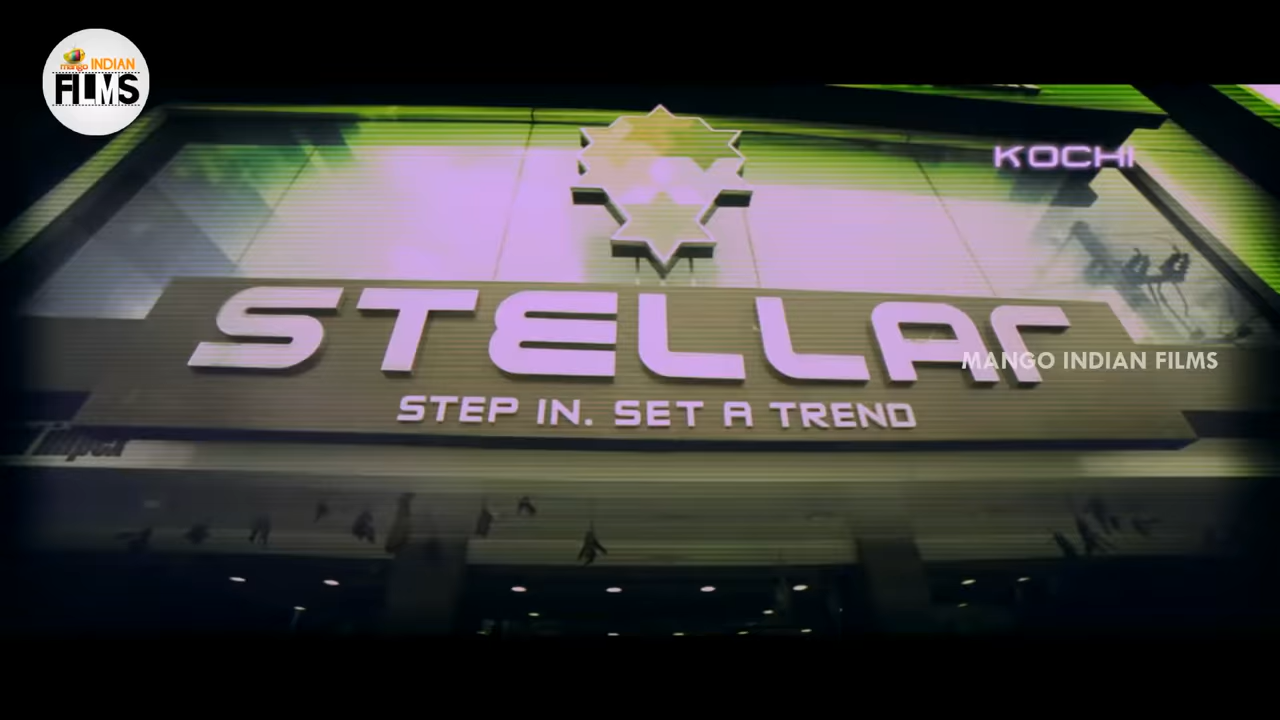 mango INDIAN
FILMS
KOCHI
STELLAR
MANGO INDIAN FILMS
STEP IN. SET A TREND